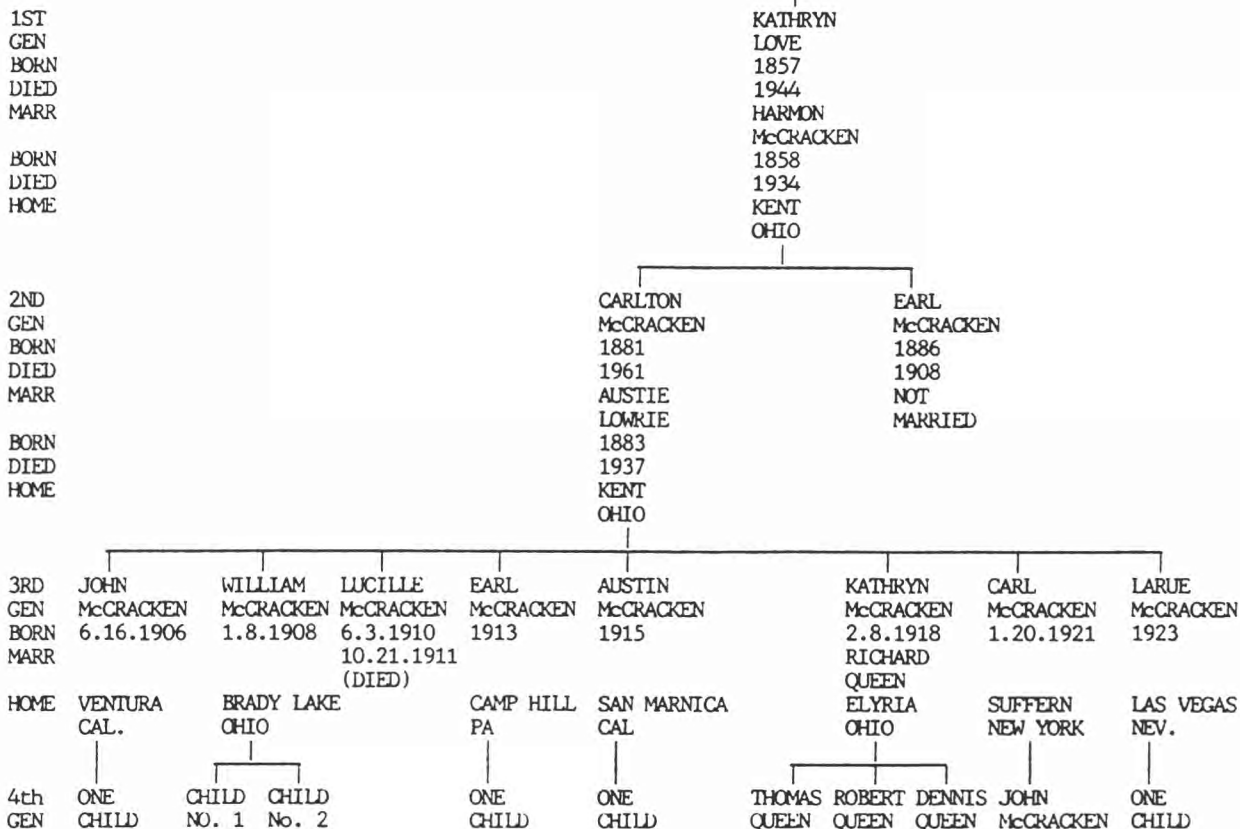 1ST KATHRYN
GEN LOVE
BORN 1857
DIED 1944
MARR HARMON
McCRACKEN
BORN 1858
DIED 1934
HOME KENT
OHIO
2ND CARLTON EARL
GEN McCRACKEN McCRACKEN
BORN 1881 1886
DIED 1961 1908
MARR AUSTIE NOT
LOWRIE MARRIED
BORN 1883
DIED 1937
HOME KENT
OHIO
3RD JOHN WILLIAM LUCILLE EARL AUSTIN KATHRYN CARL LARUE
GEN McCRACKEN McCRACKEN McCRACKEN McCRACKEN McCRACKEN McCRACKEN McCRACKEN McCRACKEN
BORN 6.16.1906 1.8.1908 6.3.1910 1913 1915 2.8.1918 1.20.1921 1923
MARR 10.21.1911 RICHARD
(DIED) QUEEN
HOME VENTURA BRADY LAKE CAMP HILL SAN MARNICA ELYRIA SUFFERN LAS VEGAS
CAL. OHIO PA CAL OHIO NEW YORK NEV.
4th ONE CHILD CHILD ONE ONE THOMAS ROBERT DENNIS JOHN ONE
GEN CHILD NO. 1 No. 2 CHILD CHILD QUEEN QUEEN QUEEN McCRACKEN CHILD